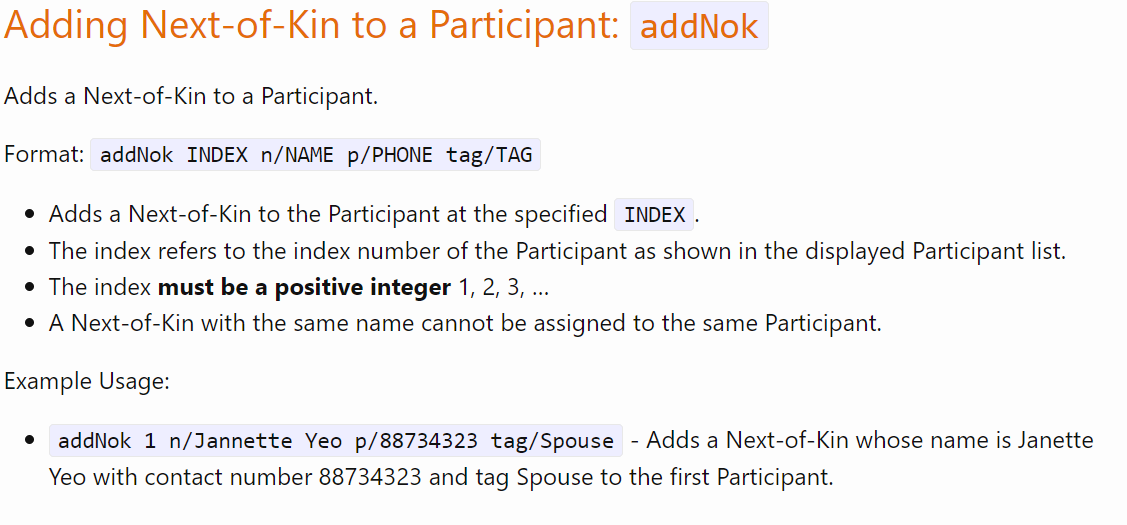 Adding Next-of-Kin to a Participant: addNok
Adds a Next-of-Kin to a Participant.
Format: addNok INDEX n/NAME p/PHONE tag/TAG
• Adds a Next-of-Kin to the Participant at the specified INDEX.
• The index refers to the index number of the Participant as shown in the displayed Participant list.
• The index must be a positive integer 1, 2, 3, …
• A Next-of-Kin with the same name cannot be assigned to the same Participant.
Example Usage:
• addNok 1 n/Jannette Yeo p/88734323 tag/Spouse - Adds a Next-of-Kin whose name is Janette
Yeo with contact number 88734323 and tag Spouse to the first Participant.